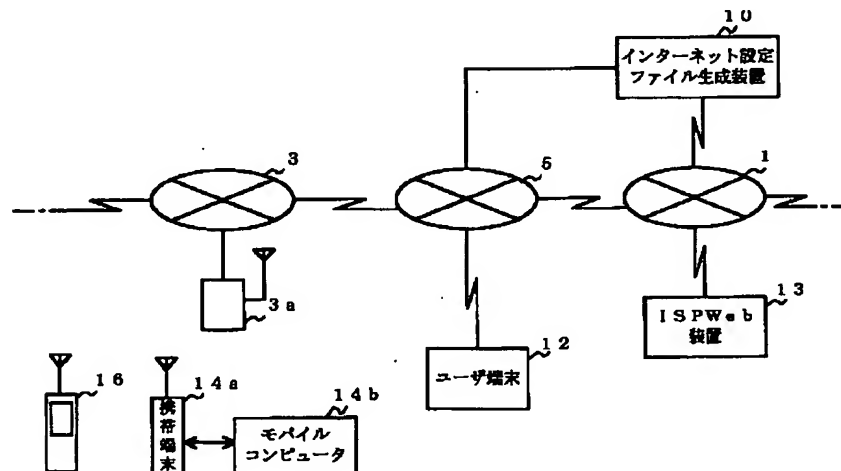 10
インターネット設定
ファイル生成装置
3
5
1
3a
13
ISPWeb
装置
12
ユーザ端末
16
14a
携帯端末
14b
モバイル
コンピュータ